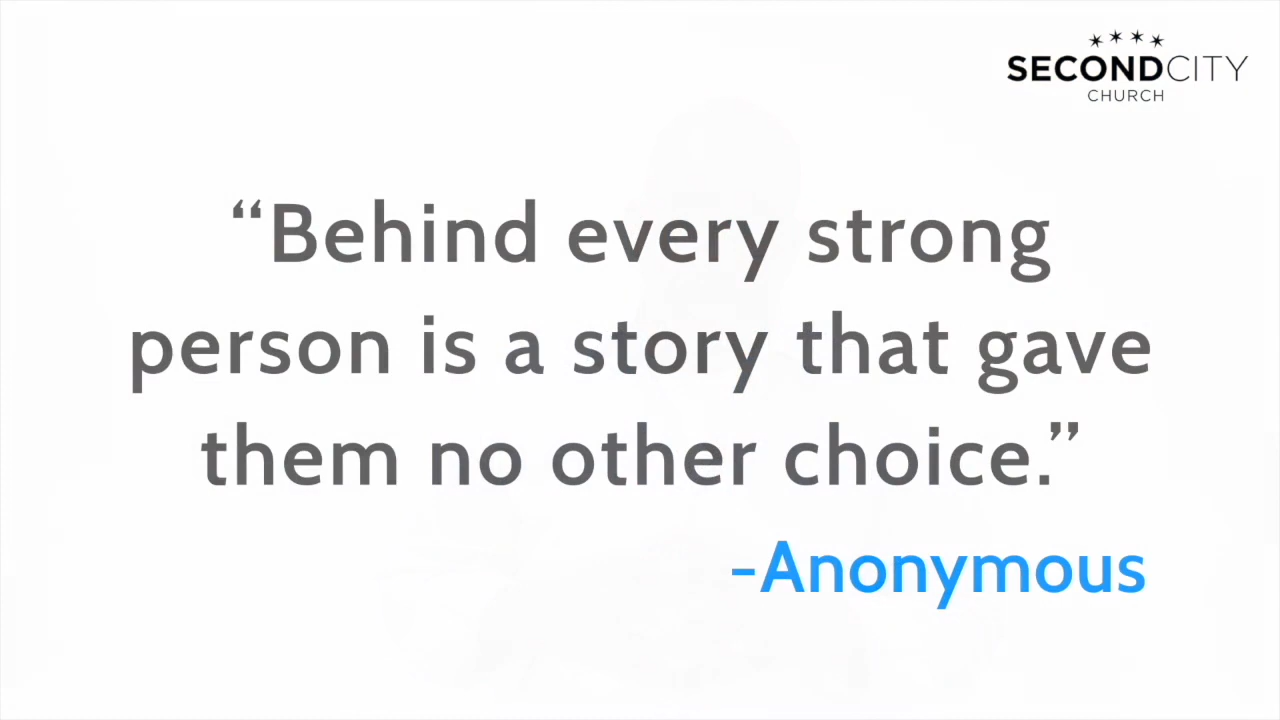 SECONDCITY
CHURCH
“Behind every strong
person is a story that gave
them no other choice.”
-Anonymous